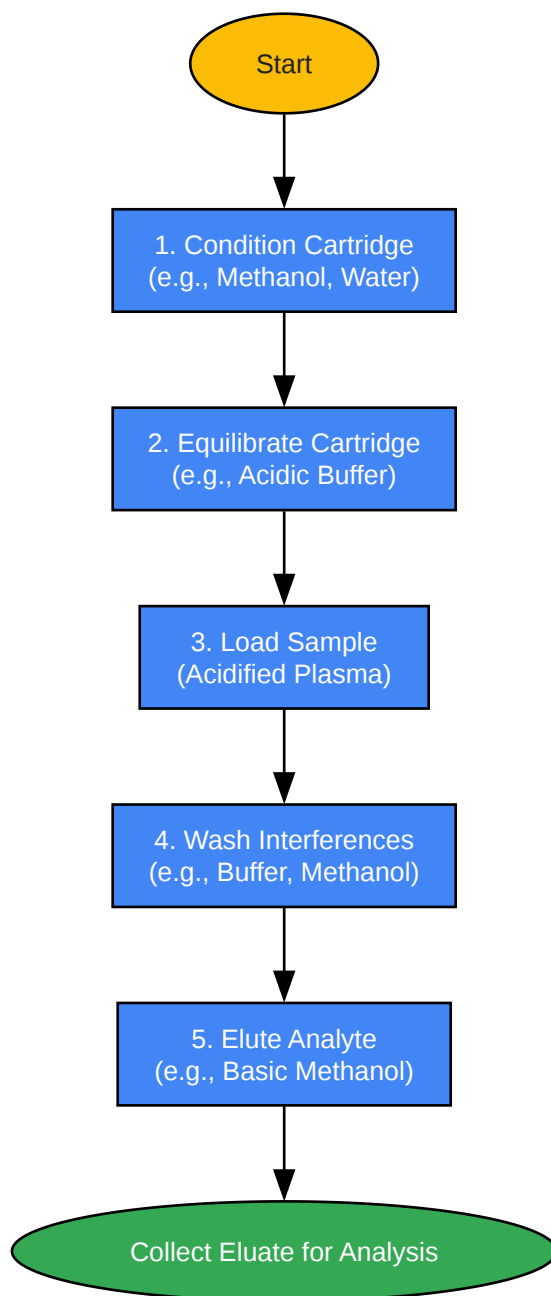 Start
1. Condition Cartridge
(e.g., Methanol, Water)
2. Equilibrate Cartridge
(e.g., Acidic Buffer)
3. Load Sample
(Acidified Plasma)
4. Wash Interferences
(e.g., Buffer, Methanol)
5. Elute Analyte
(e.g., Basic Methanol)
Collect Eluate for Analysis